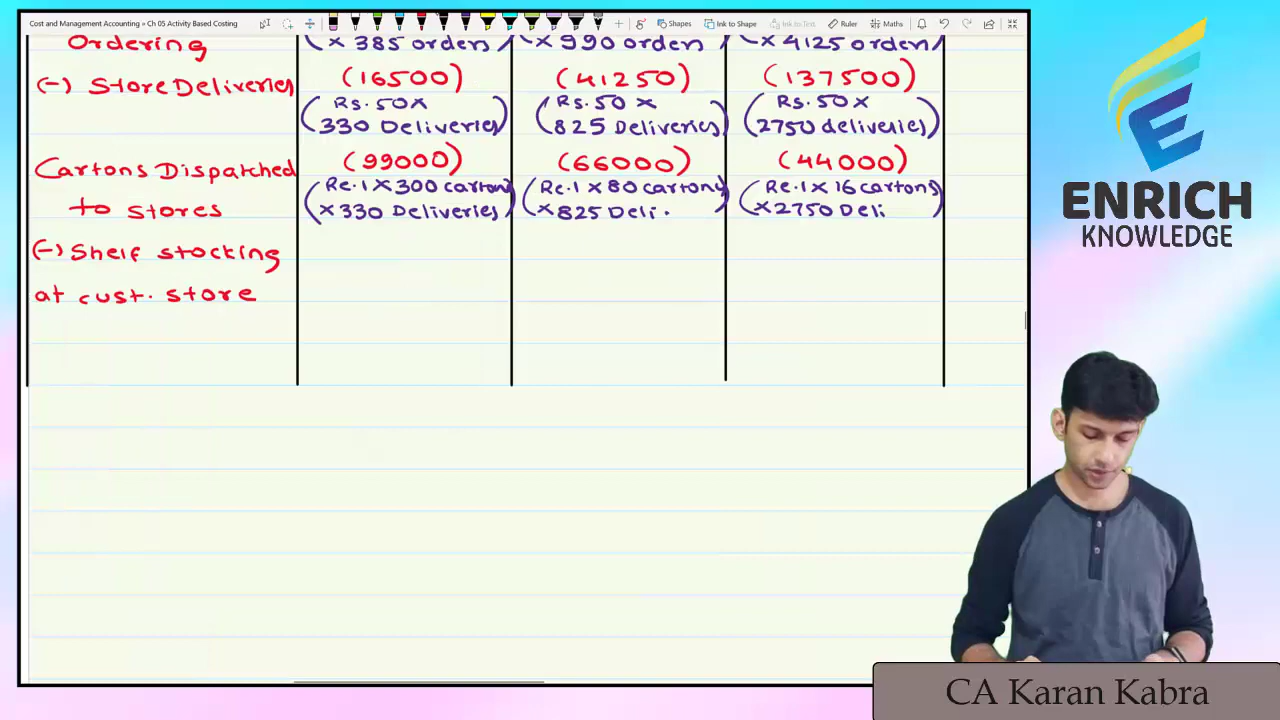 Cost and Management Accounting » Ch 05 Activity Based Costing
Shapes
Ink to Shape
Ink to Text
Ruler
Maths
Ordering
(× 385 orders)
(× 990 orders)
(× 4125 orders)
(-) Store Deliveries
(16500)
(41250)
(137500)
(Rs. 50 ×
330 Deliveries)
(Rs. 50 ×
825 Deliveries)
(Rs. 50 ×
2750 deliveries)
Cartons Dispatched
to stores
(99000)
(66000)
(44000)
(Re. 1 × 300 cartons
× 330 Deliveries)
(Re. 1 × 80 cartons
× 825 Deli.)
(Re. 1 × 16 cartons
× 2750 Deli)
(-) Shelf stocking
at cust. store
ENRICH
KNOWLEDGE
CA Karan Kabra